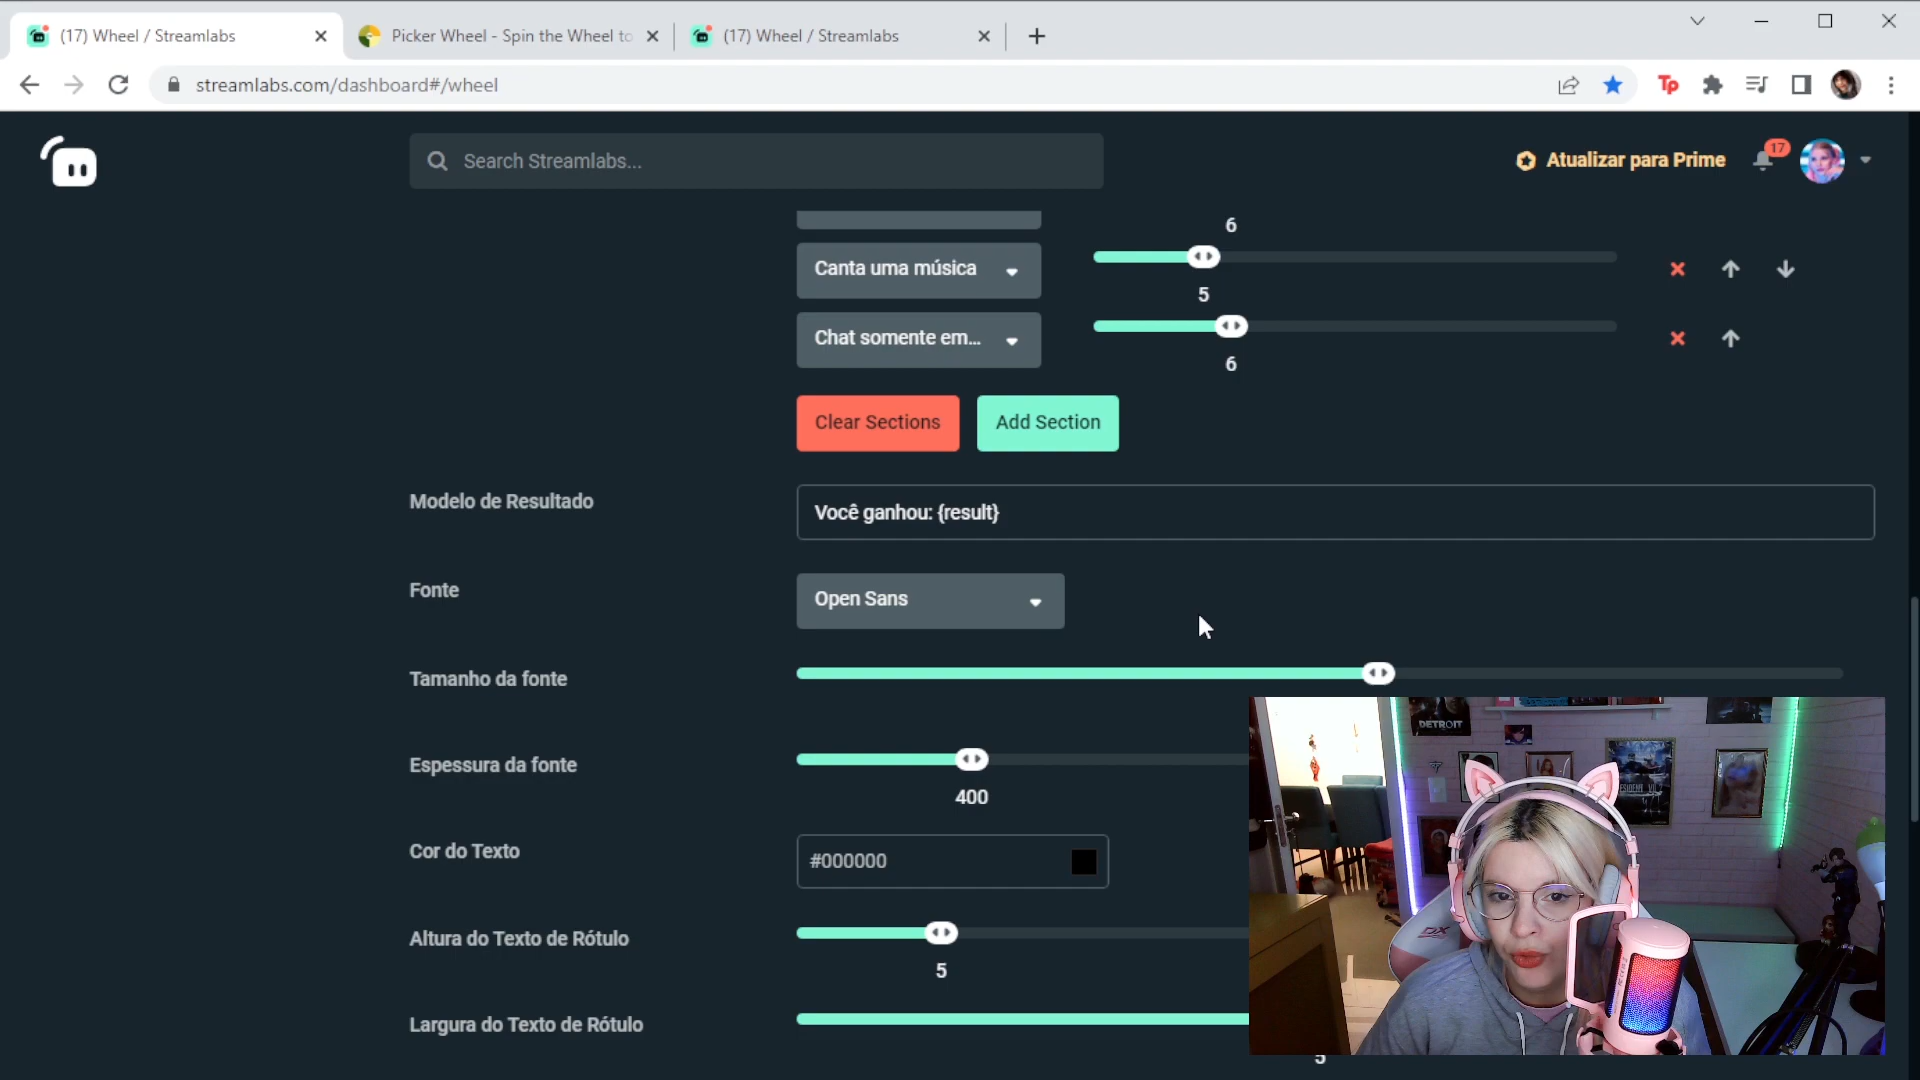 (17) Wheel / Streamlabs
Picker Wheel - Spin the Wheel to
(17) Wheel / Streamlabs
streamlabs.com/dashboard#/wheel
Tp
Search Streamlabs...
Atualizar para Prime
17
6
Canta uma música
5
Chat somente em...
6
Clear Sections
Add Section
Modelo de Resultado
Você ganhou: {result}
Fonte
Open Sans
Tamanho da fonte
Espessura da fonte
400
Cor do Texto
#000000
Altura do Texto de Rótulo
5
Largura do Texto de Rótulo
5
DETROIT
DX